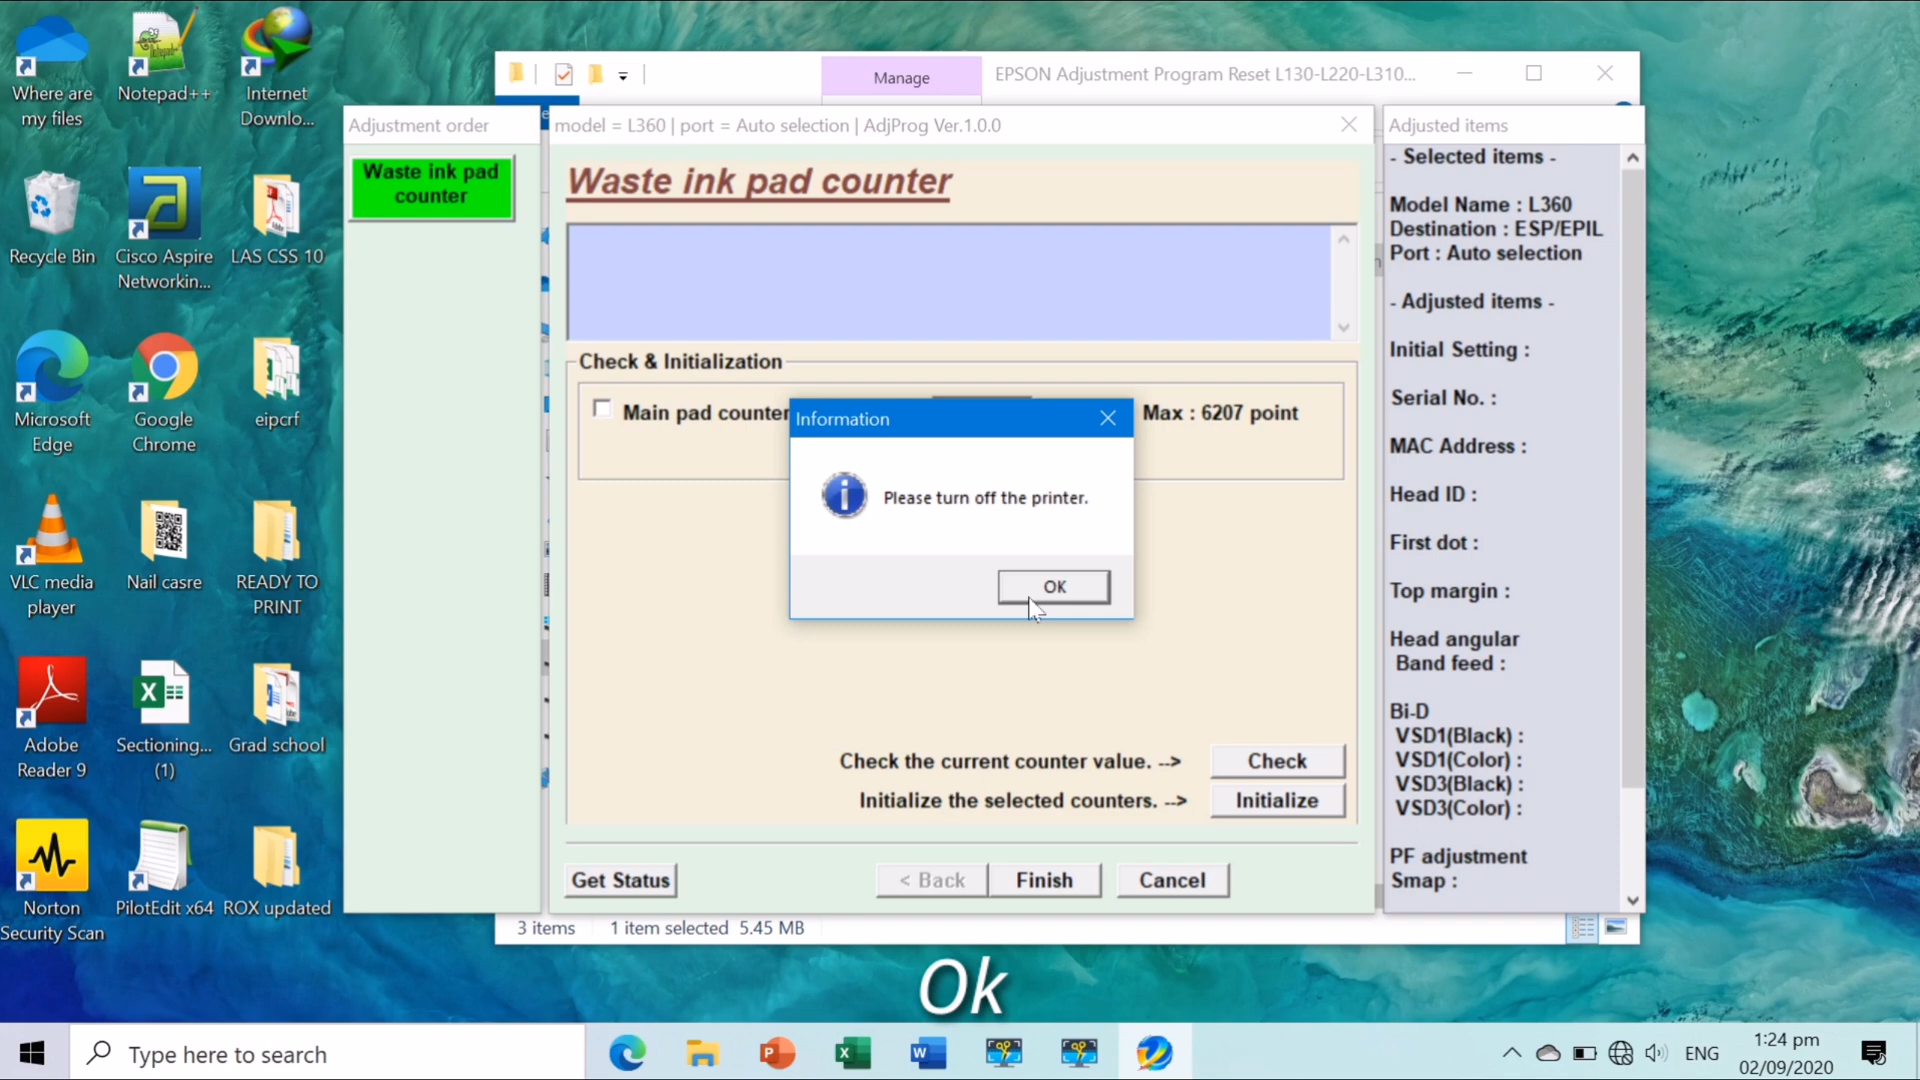 Where are
my files
Notepad++
Internet
Downlo...
Recycle Bin
Cisco Aspire
Networkin...
LAS CSS 10
Microsoft
Edge
Google
Chrome
eipcrf
VLC media
player
Nail casre
READY TO
PRINT
Adobe
Reader 9
Sectioning...
(1)
Grad school
Norton
Security Scan
PilotEdit x64
ROX updated
Manage
EPSON Adjustment Program Reset L130-L220-L310...
Adjustment order
Waste ink pad
counter
model = L360 | port = Auto selection | AdjProg Ver.1.0.0
Waste ink pad counter
Check & Initialization
Main pad counter
Max : 6207 point
Information
Please turn off the printer.
OK
Check the current counter value. -->
Check
Initialize the selected counters. -->
Initialize
Get Status
< Back
Finish
Cancel
Adjusted items
- Selected items -
Model Name : L360
Destination : ESP/EPIL
Port : Auto selection
- Adjusted items -
Initial Setting :
Serial No. :
MAC Address :
Head ID :
First dot :
Top margin :
Head angular
Band feed :
Bi-D
VSD1(Black) :
VSD1(Color) :
VSD3(Black) :
VSD3(Color) :
PF adjustment
Smap :
3 items
1 item selected 5.45 MB
Ok
Type here to search
ENG
1:24 pm
02/09/2020